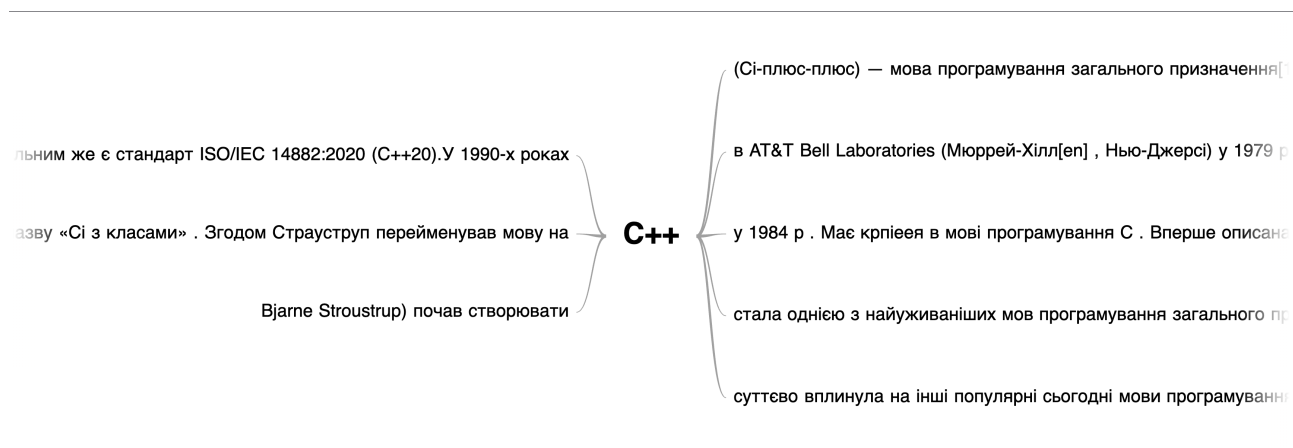 же є стандарт ISO/IEC 14882:2020 (C++20).У 1990-х роках
«Сі з класами» . Згодом Страуструп перейменував мову на
Bjarne Stroustrup) почав створювати
C++
(Сі-плюс-плюс) — мова програмування загального призначення
в AT&T Bell Laboratories (Мюррей-Хілл[en] , Нью-Джерсі) у 1979
у 1984 р . Має крпіеея в мові програмування C . Вперше описана
стала однією з найуживаніших мов програмування загального
суттєво вплинула на інші популярні сьогодні мови програмування